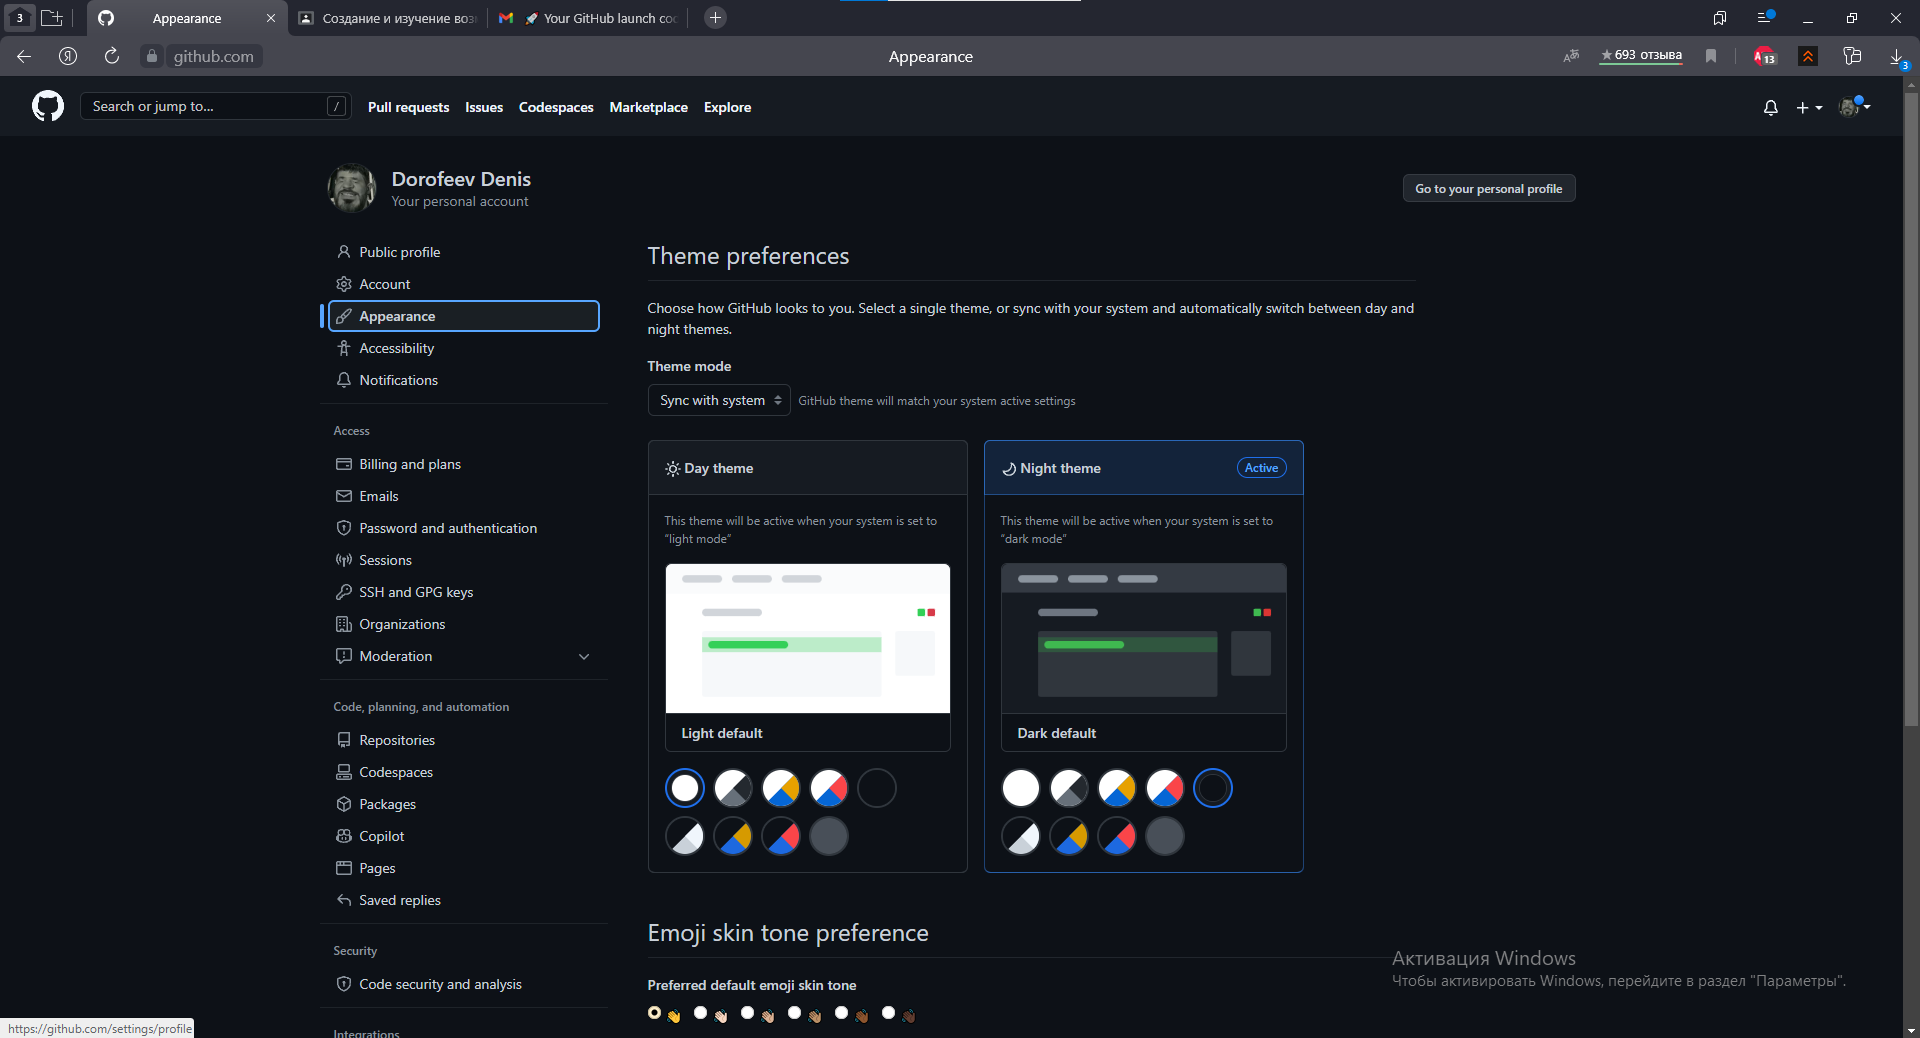 3
Appearance
Создание и изучение воз
Your GitHub launch co
github.com
Appearance
693 отзыва
13
3
Search or jump to...
/
Pull requests
Issues
Codespaces
Marketplace
Explore
Dorofeev Denis
Your personal account
Go to your personal profile
Public profile
Account
Appearance
Accessibility
Notifications
Access
Billing and plans
Emails
Password and authentication
Sessions
SSH and GPG keys
Organizations
Moderation
Code, planning, and automation
Repositories
Codespaces
Packages
Copilot
Pages
Saved replies
Security
Code security and analysis
Integrations
Theme preferences
Choose how GitHub looks to you. Select a single theme, or sync with your system and automatically switch between day and
night themes.
Theme mode
Sync with system
GitHub theme will match your system active settings
Day theme
This theme will be active when your system is set to
“light mode”
Light default
Night theme
Active
This theme will be active when your system is set to
“dark mode”
Dark default
Emoji skin tone preference
Preferred default emoji skin tone
Активация Windows
Чтобы активировать Windows, перейдите в раздел "Параметры".
https://github.com/settings/profile